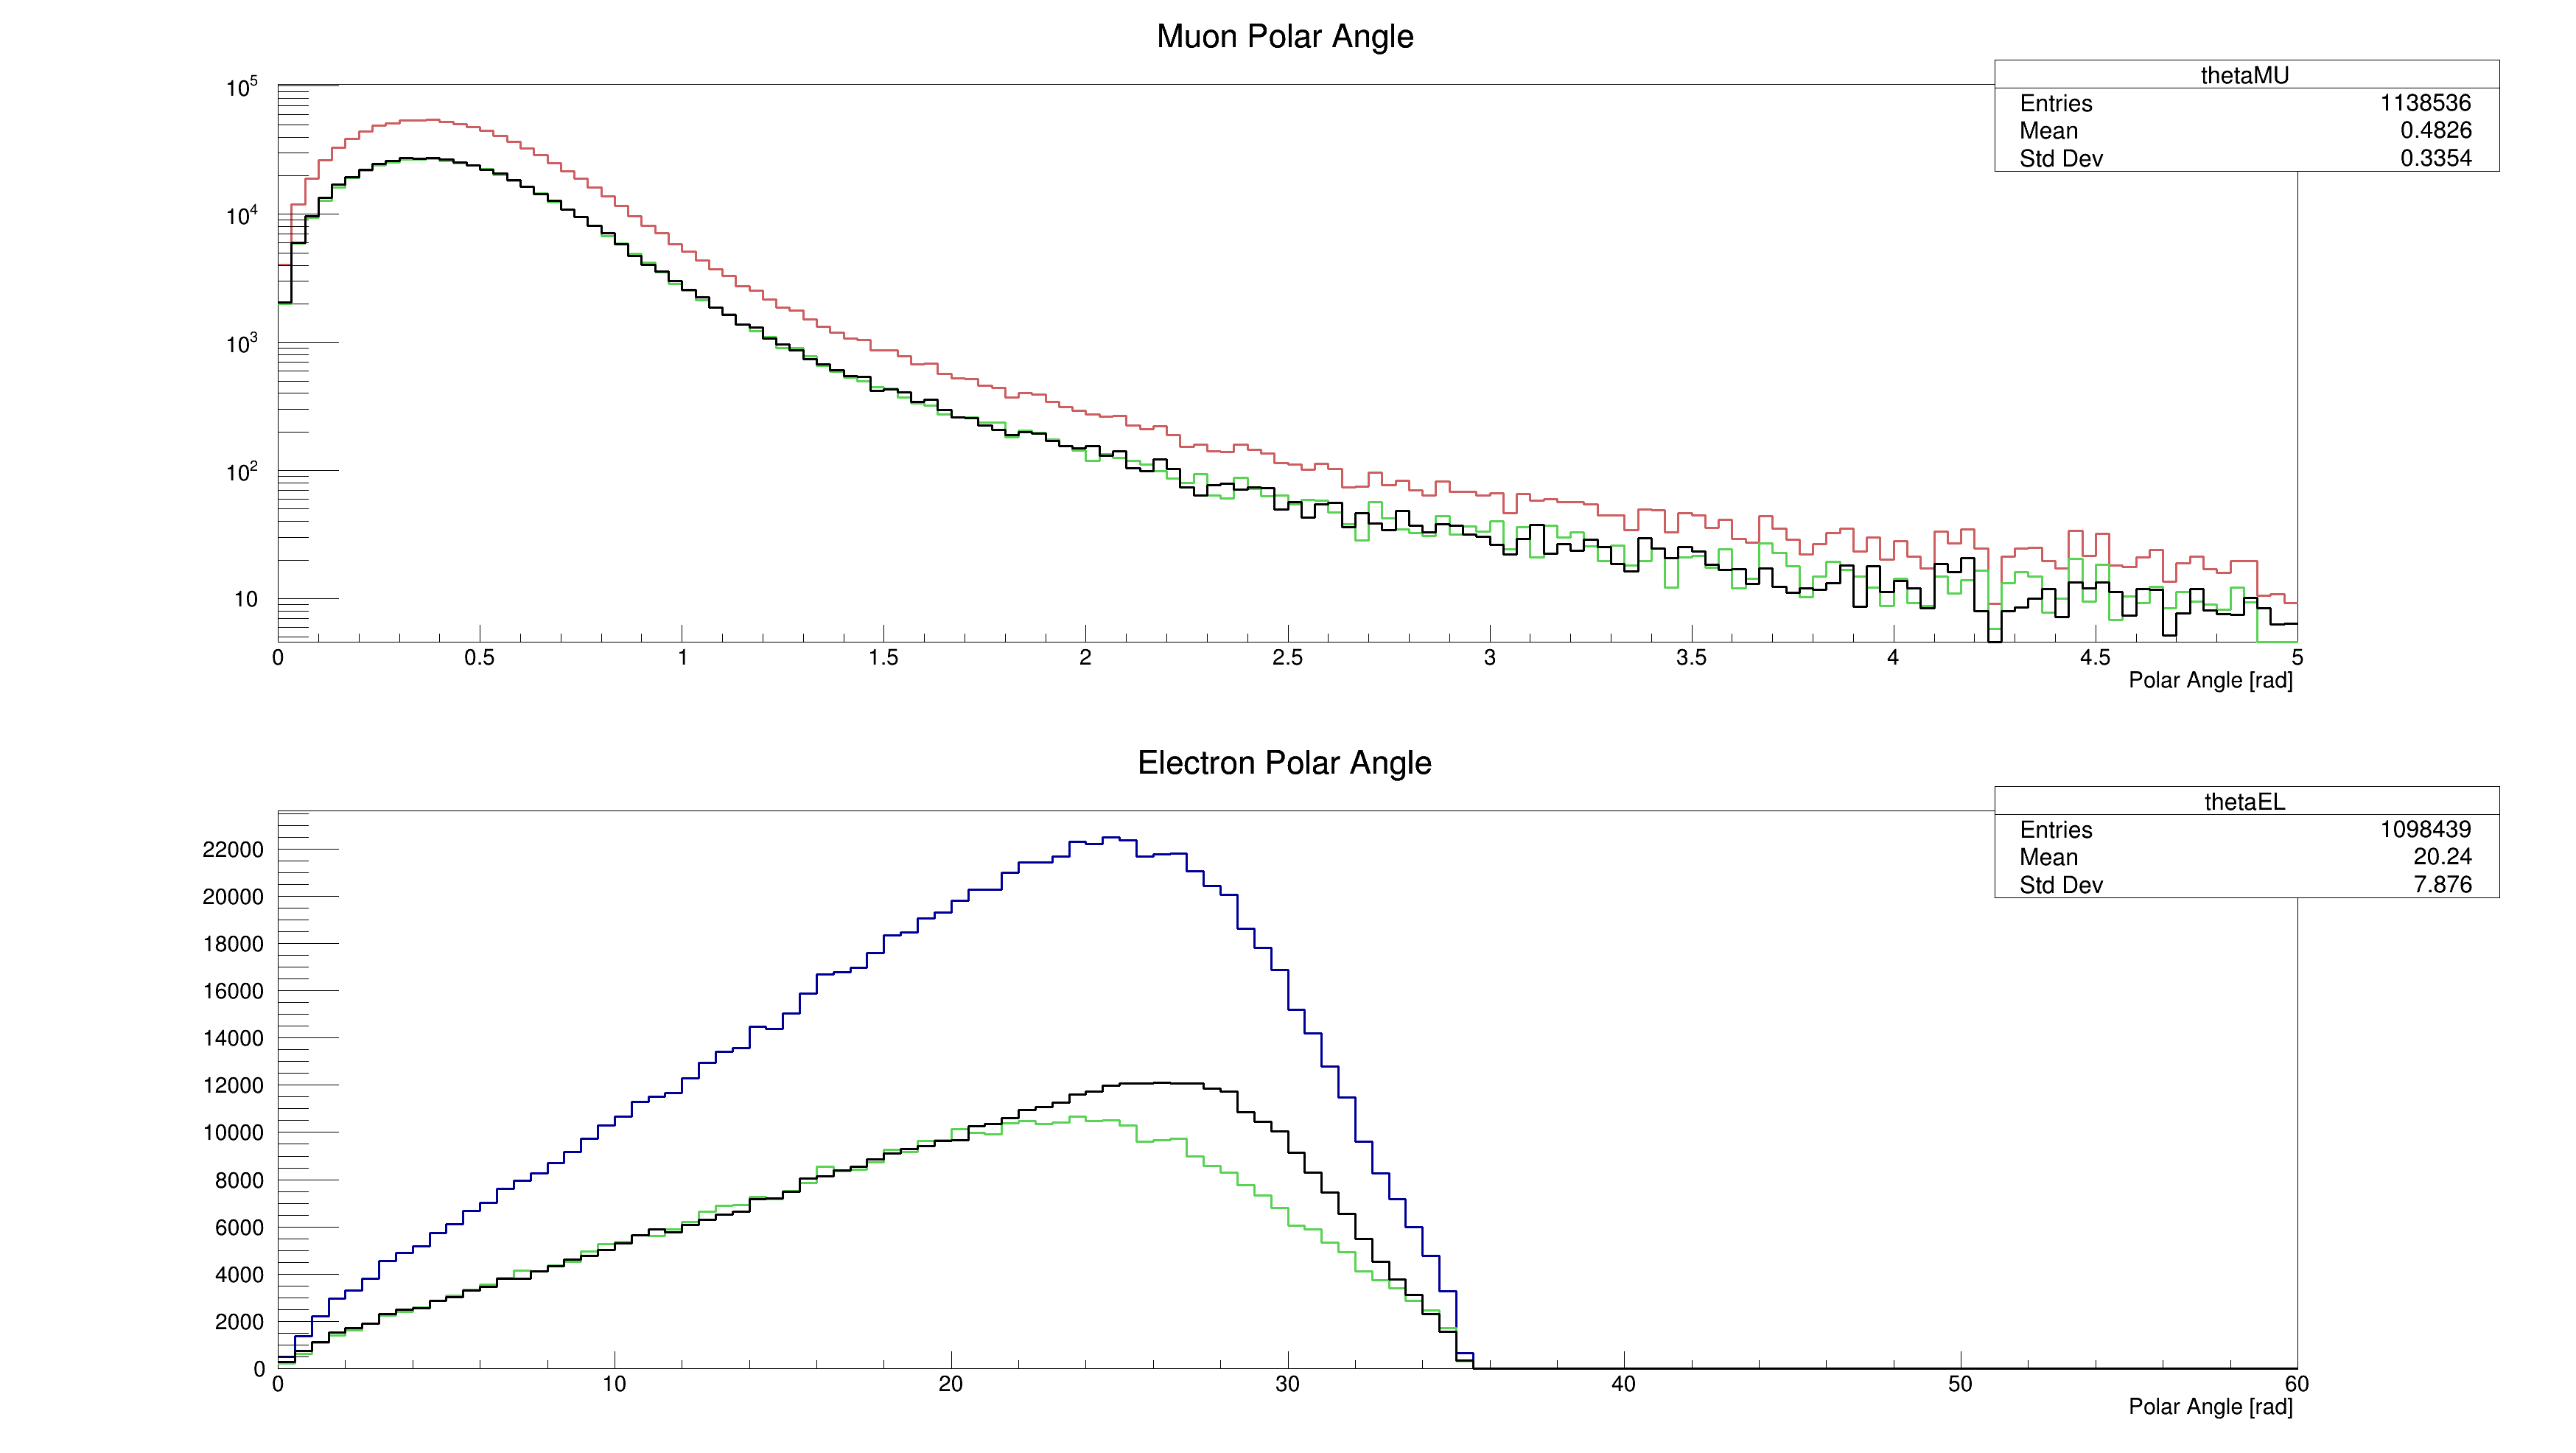 Muon Polar Angle
thetaMU
Entries 1138536
Mean 0.4826
Std Dev 0.3354
10^5
10^4
10^3
10^2
10
0 0.5 1 1.5 2 2.5 3 3.5 4 4.5 5
Polar Angle [rad]
Electron Polar Angle
thetaEL
Entries 1098439
Mean 20.24
Std Dev 7.876
22000
20000
18000
16000
14000
12000
10000
8000
6000
4000
2000
0
0 10 20 30 40 50 60
Polar Angle [rad]